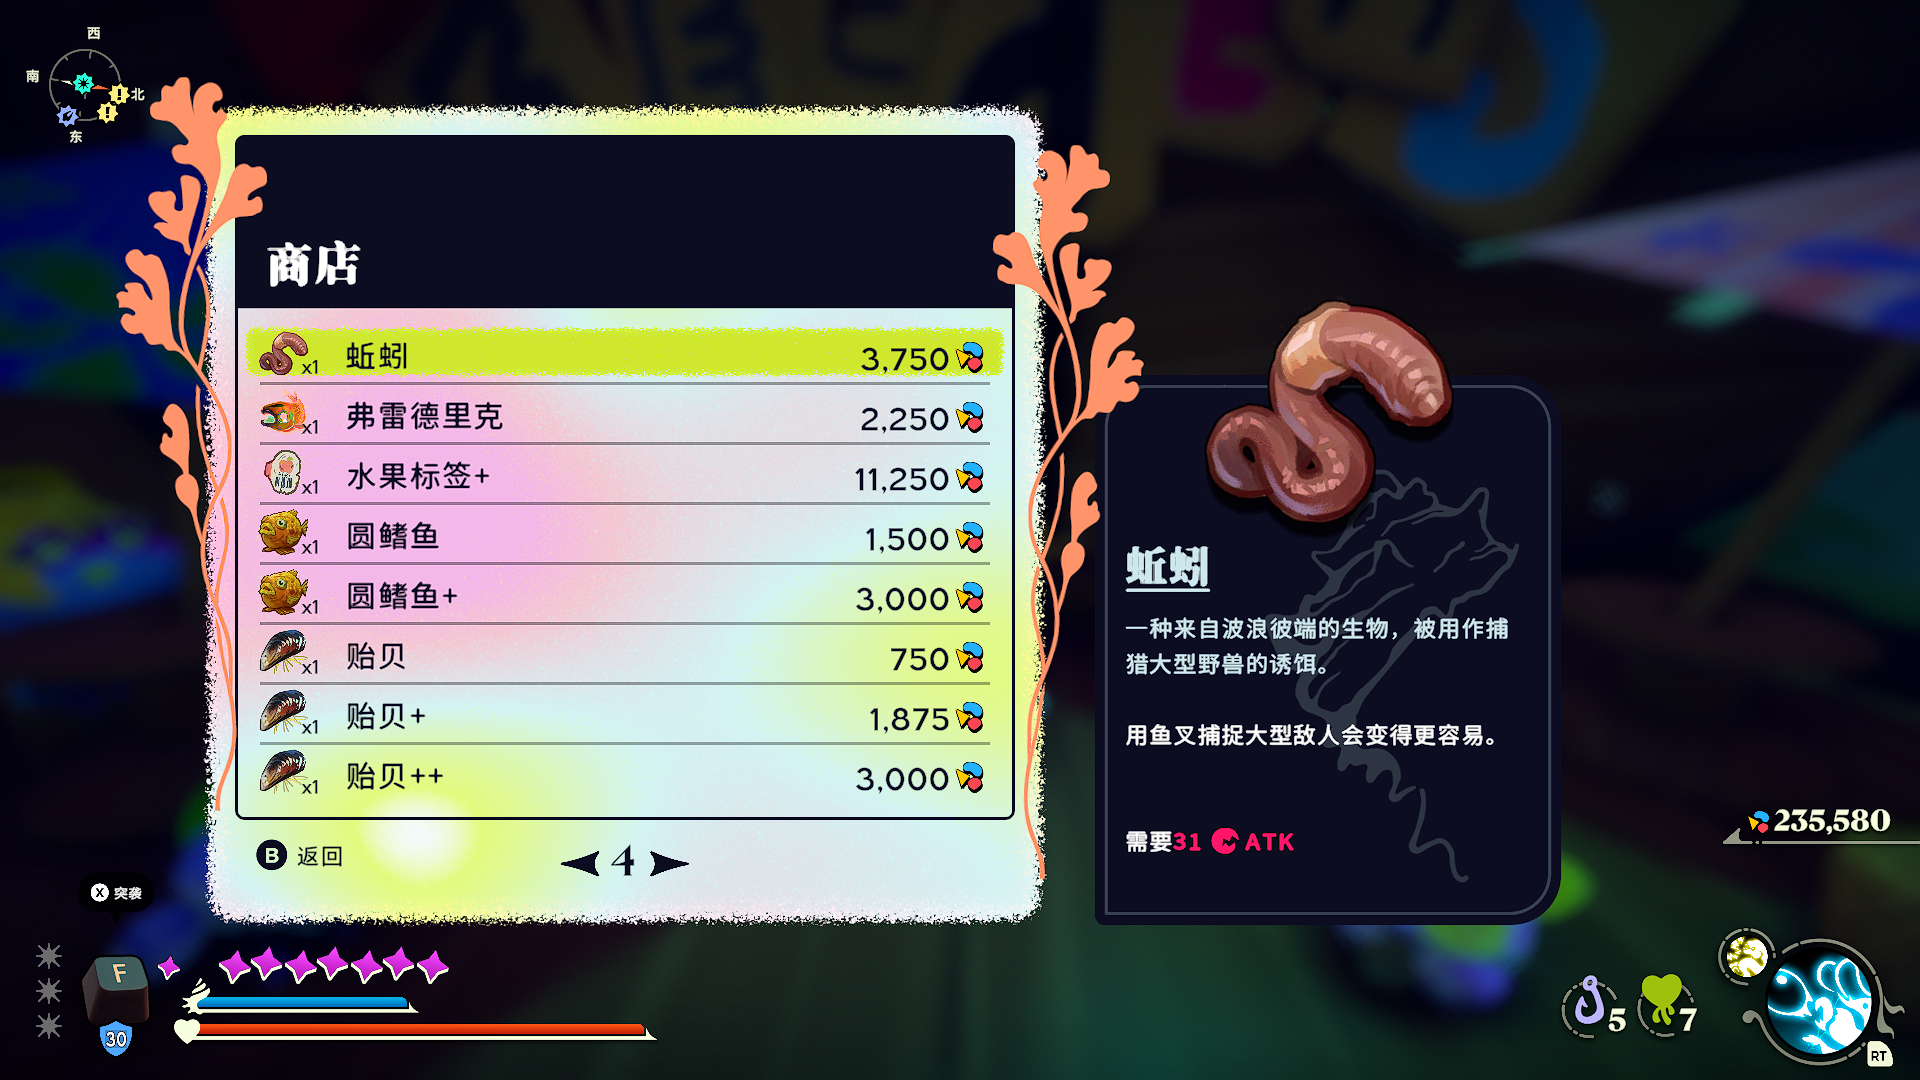 西
南
北
东
商店
x1 蚯蚓 3,750
x1 弗雷德里克 2,250
x1 水果标签+ 11,250
x1 圆鳍鱼 1,500
x1 圆鳍鱼+ 3,000
x1 贻贝 750
x1 贻贝+ 1,875
x1 贻贝++ 3,000
B 返回
4
蚯蚓
一种来自波浪彼端的生物，被用作捕
猎大型野兽的诱饵。
用鱼叉捕捉大型敌人会变得更容易。
需要31 ATK
235,580
X 突袭
F
30
5
7
RT